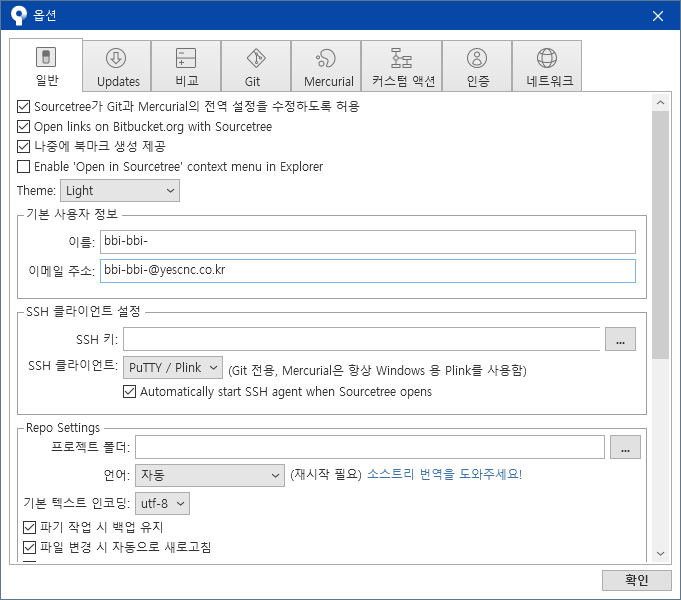 옵션
일반
Updates
비교
Git
Mercurial
커스텀 액션
인증
네트워크
Sourcetree가 Git과 Mercurial의 전역 설정을 수정하도록 허용
Open links on Bitbucket.org with Sourcetree
나중에 북마크 생성 제공
Enable 'Open in Sourcetree' context menu in Explorer
Theme: Light
기본 사용자 정보
이름: bbi-bbi-
이메일 주소: bbi-bbi-@yescnc.co.kr
SSH 클라이언트 설정
SSH 키: ...
SSH 클라이언트: PuTTY / Plink (Git 전용, Mercurial은 항상 Windows 용 Plink를 사용함)
Automatically start SSH agent when Sourcetree opens
Repo Settings
프로젝트 폴더: ...
언어: 자동 (재시작 필요) 소스트리 번역을 도와주세요!
기본 텍스트 인코딩: utf-8
파기 작업 시 백업 유지
파일 변경 시 자동으로 새로고침
확인